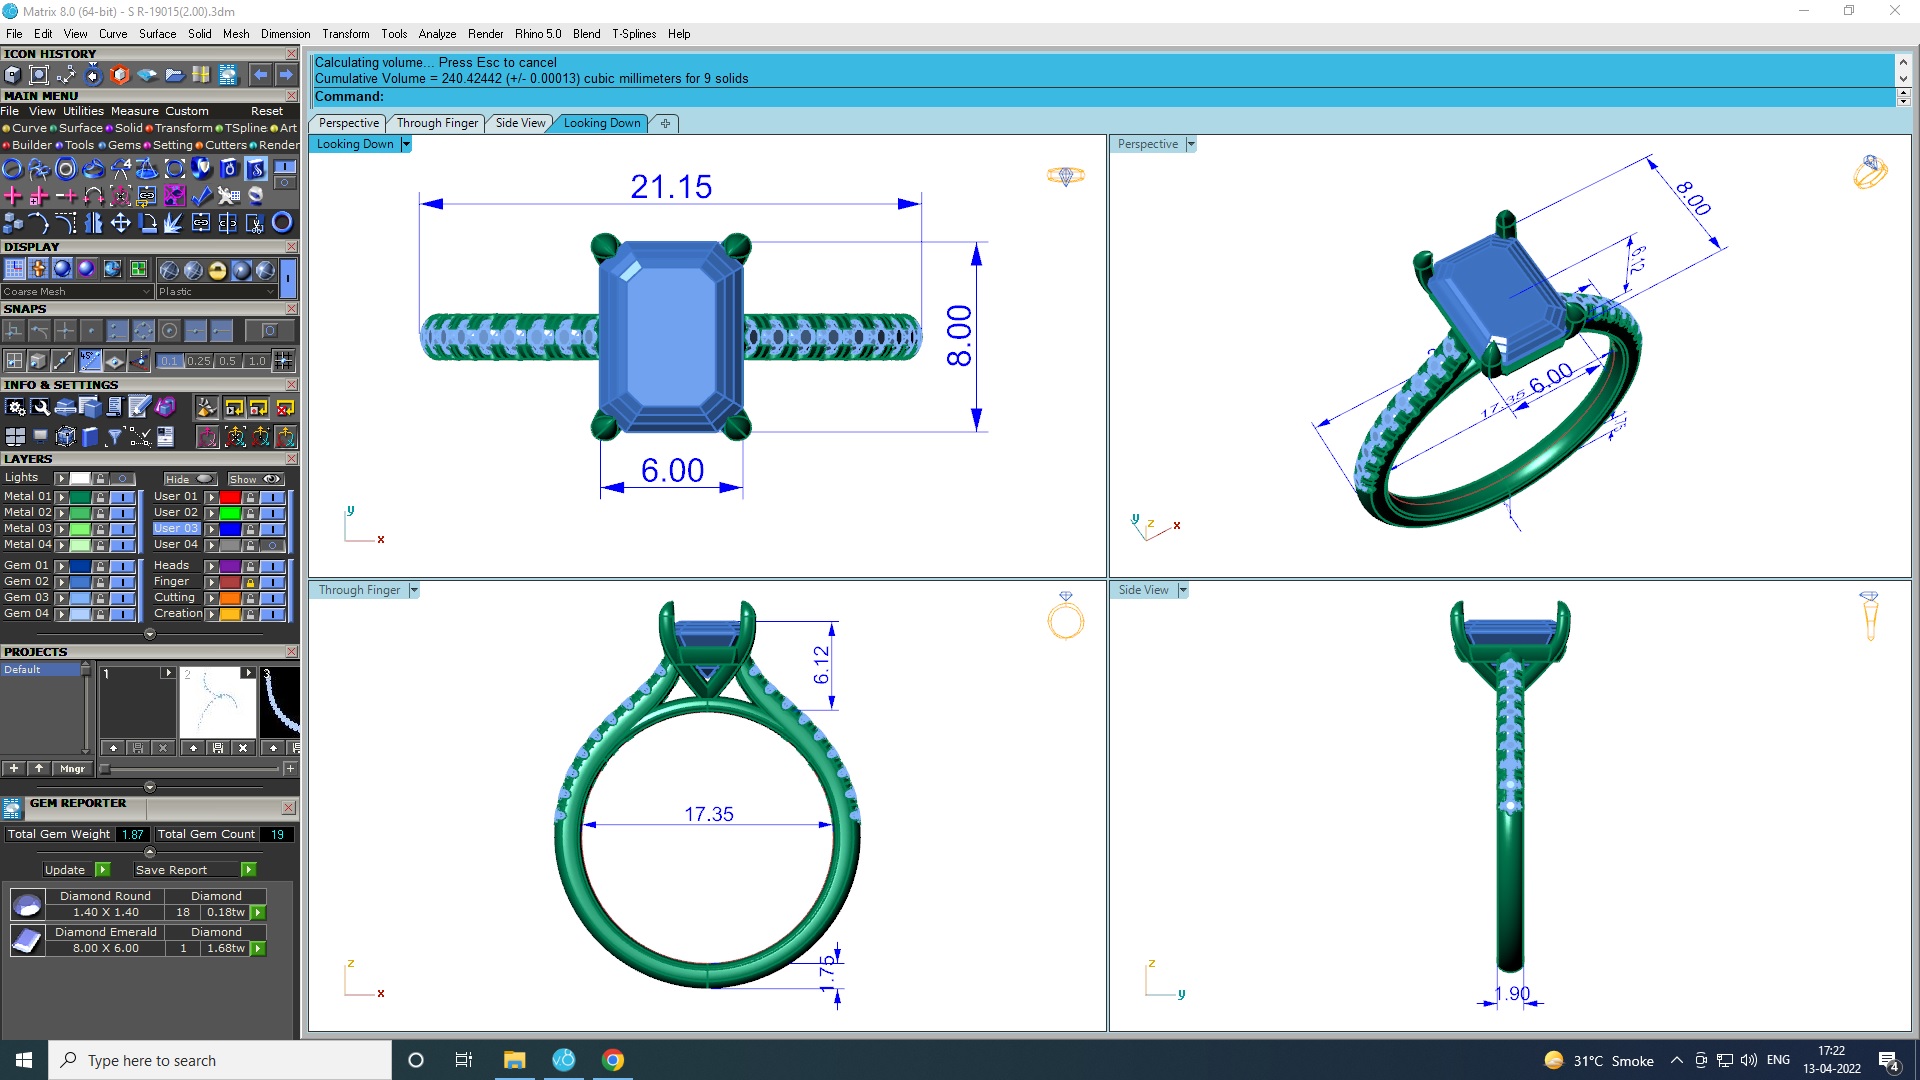 Matrix 8.0 (64-bit) - S R-19015(2.00).3dm
File Edit View Curve Surface Solid Mesh Dimension Transform Tools Analyze Render Rhino 5.0 Blend T-Splines Help
ICON HISTORY
Calculating volume... Press Esc to cancel
Cumulative Volume = 240.42442 (+/- 0.00013) cubic millimeters for 9 solids
Command:
MAIN MENU
File View Utilities Measure Custom Reset
Curve Surface Solid Transform TSpline Art
Builder Tools Gems Setting Cutters Render
Perspective Through Finger Side View Looking Down
DISPLAY
Coarse Mesh Plastic
SNAPS
45°
0.1 0.25 0.5 1.0
INFO & SETTINGS
LAYERS
Lights Hide Show
Metal 01 User 01
Metal 02 User 02
Metal 03 User 03
Metal 04 User 04
Gem 01 Heads
Gem 02 Finger
Gem 03 Cutting
Gem 04 Creation
PROJECTS
Default 1 2 3
Mngr
GEM REPORTER
Total Gem Weight 1.87 Total Gem Count 19
Update Save Report
Diamond Round Diamond
1.40 X 1.40 18 0.18tw
Diamond Emerald Diamond
8.00 X 6.00 1 1.68tw
Looking Down
21.15
8.00
6.00
y
x
Perspective
8.00
6.12
6.00
17.35
y z x
Through Finger
6.12
17.35
1.75
z
x
Side View
1.90
z
y
Type here to search
31°C Smoke
ENG
17:22
13-04-2022
4